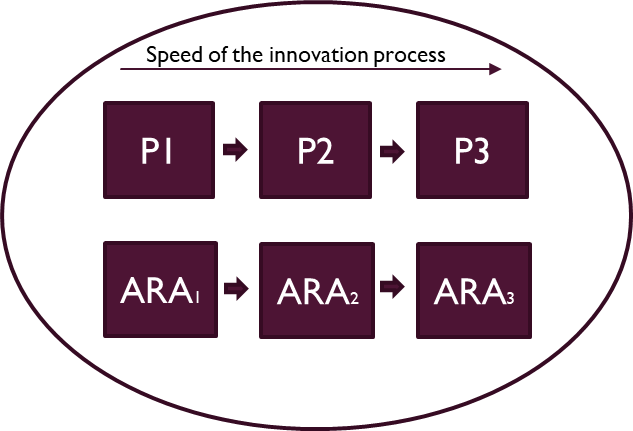 Speed of the innovation process
P1 P2 P3
ARA₁ ARA₂ ARA₃